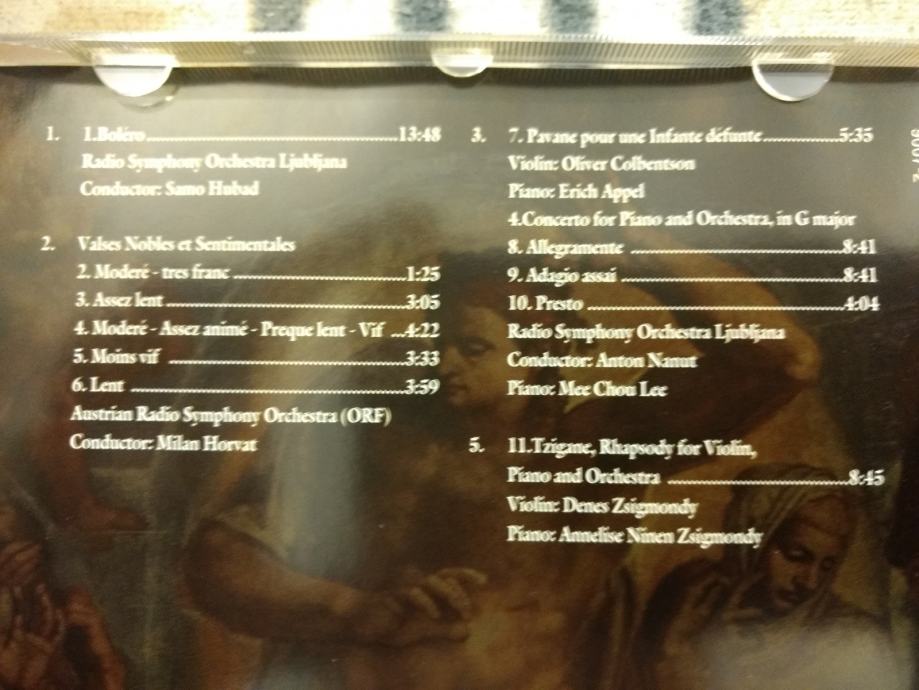 1. 1.Boléro 13:48
Radio Symphony Orchestra Ljubljana
Conductor: Samo Hubad
2. Valses Nobles et Sentimentales
2. Moderé - tres franc 1:25
3. Assez lent 3:05
4. Moderé - Assez animé - Preque lent - Vif ...4:22
5. Moins vif 3:33
6. Lent 3:59
Austrian Radio Symphony Orchestra (ORF)
Conductor: Milan Horvat
3. 7. Pavane pour une Infante défunte 5:35
Violin: Oliver Colbentson
Piano: Erich Appel
4.Concerto for Piano and Orchestra, in G major
8. Allegramente 8:41
9. Adagio assai 8:41
10. Presto 4:04
Radio Symphony Orchestra Ljubljana
Conductor: Anton Nanut
Piano: Mee Chou Lee
5. 11.Tzigane, Rhapsody for Violin,
Piano and Orchestra 8:45
Violin: Denes Zsigmondy
Piano: Annelise Ninen Zsigmondy